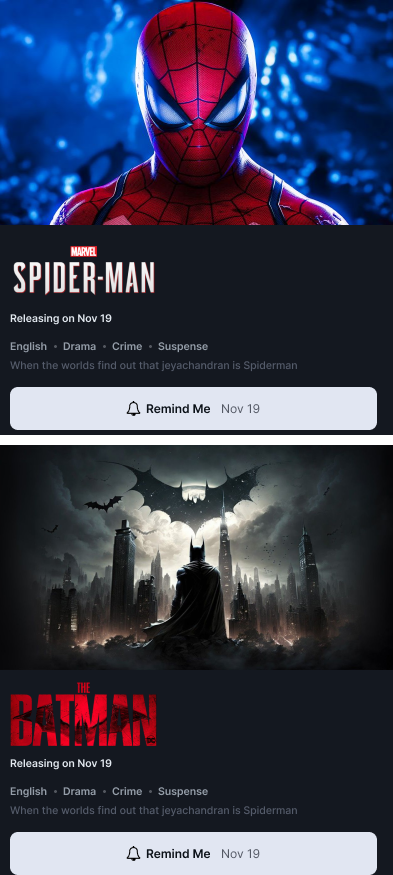 MARVEL
SPIDER-MAN
Releasing on Nov 19
English • Drama • Crime • Suspense
When the worlds find out that jeyachandran is Spiderman
Remind Me Nov 19
THE
BATMAN
DC
Releasing on Nov 19
English • Drama • Crime • Suspense
When the worlds find out that jeyachandran is Spiderman
Remind Me Nov 19